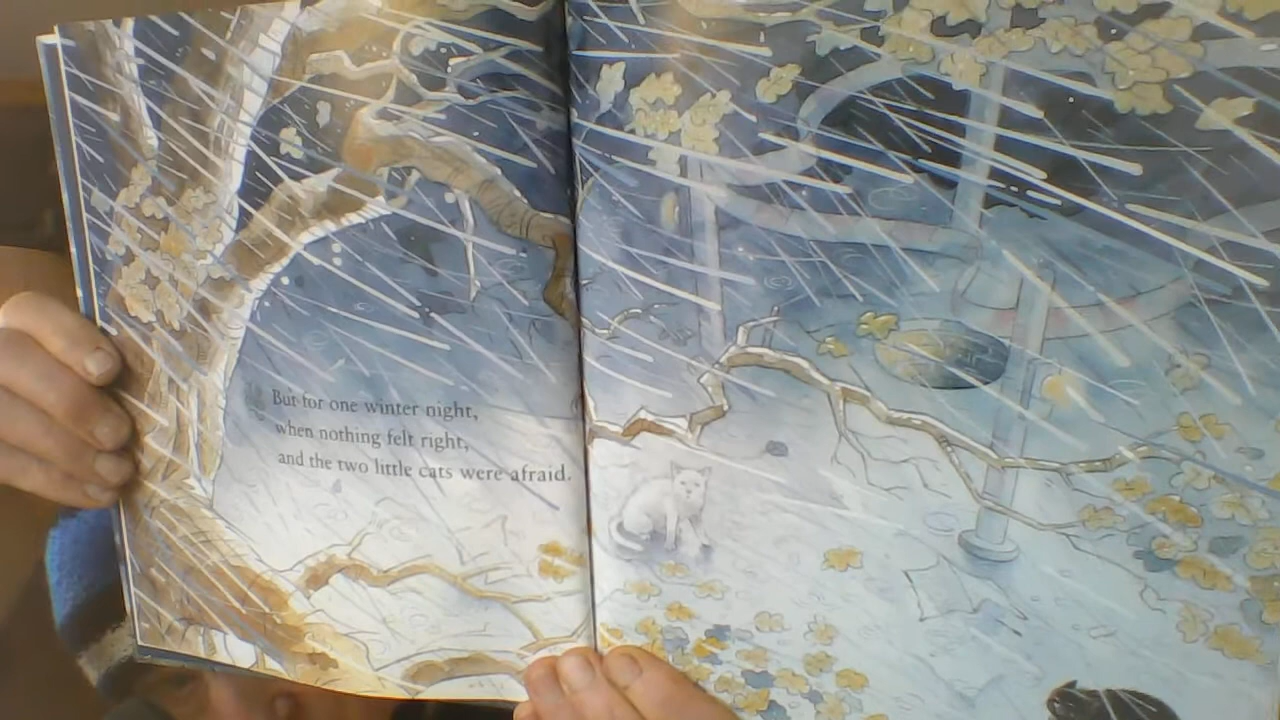 But for one winter night,
when nothing felt right,
and the two little cats were afraid.